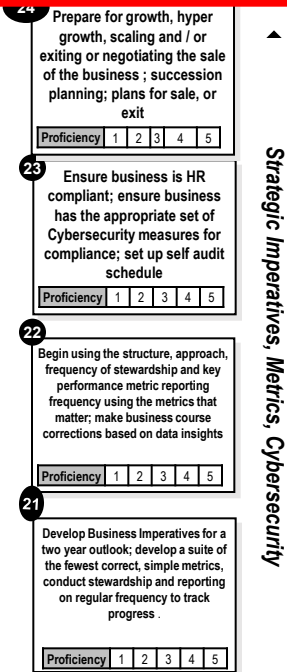 24
Prepare for growth, hyper
growth, scaling and / or
exiting or negotiating the sale
of the business ; succession
planning; plans for sale, or
exit
Proficiency 1 2 3 4 5
23
Ensure business is HR
compliant; ensure business
has the appropriate set of
Cybersecurity measures for
compliance; set up self audit
schedule
Proficiency 1 2 3 4 5
22
Begin using the structure, approach,
frequency of stewardship and key
performance metric reporting
frequency using the metrics that
matter; make business course
corrections based on data insights
Proficiency 1 2 3 4 5
21
Develop Business Imperatives for a
two year outlook; develop a suite of
the fewest correct, simple metrics,
conduct stewardship and reporting
on regular frequency to track
progress .
Proficiency 1 2 3 4 5
Strategic Imperatives, Metrics, Cybersecurity